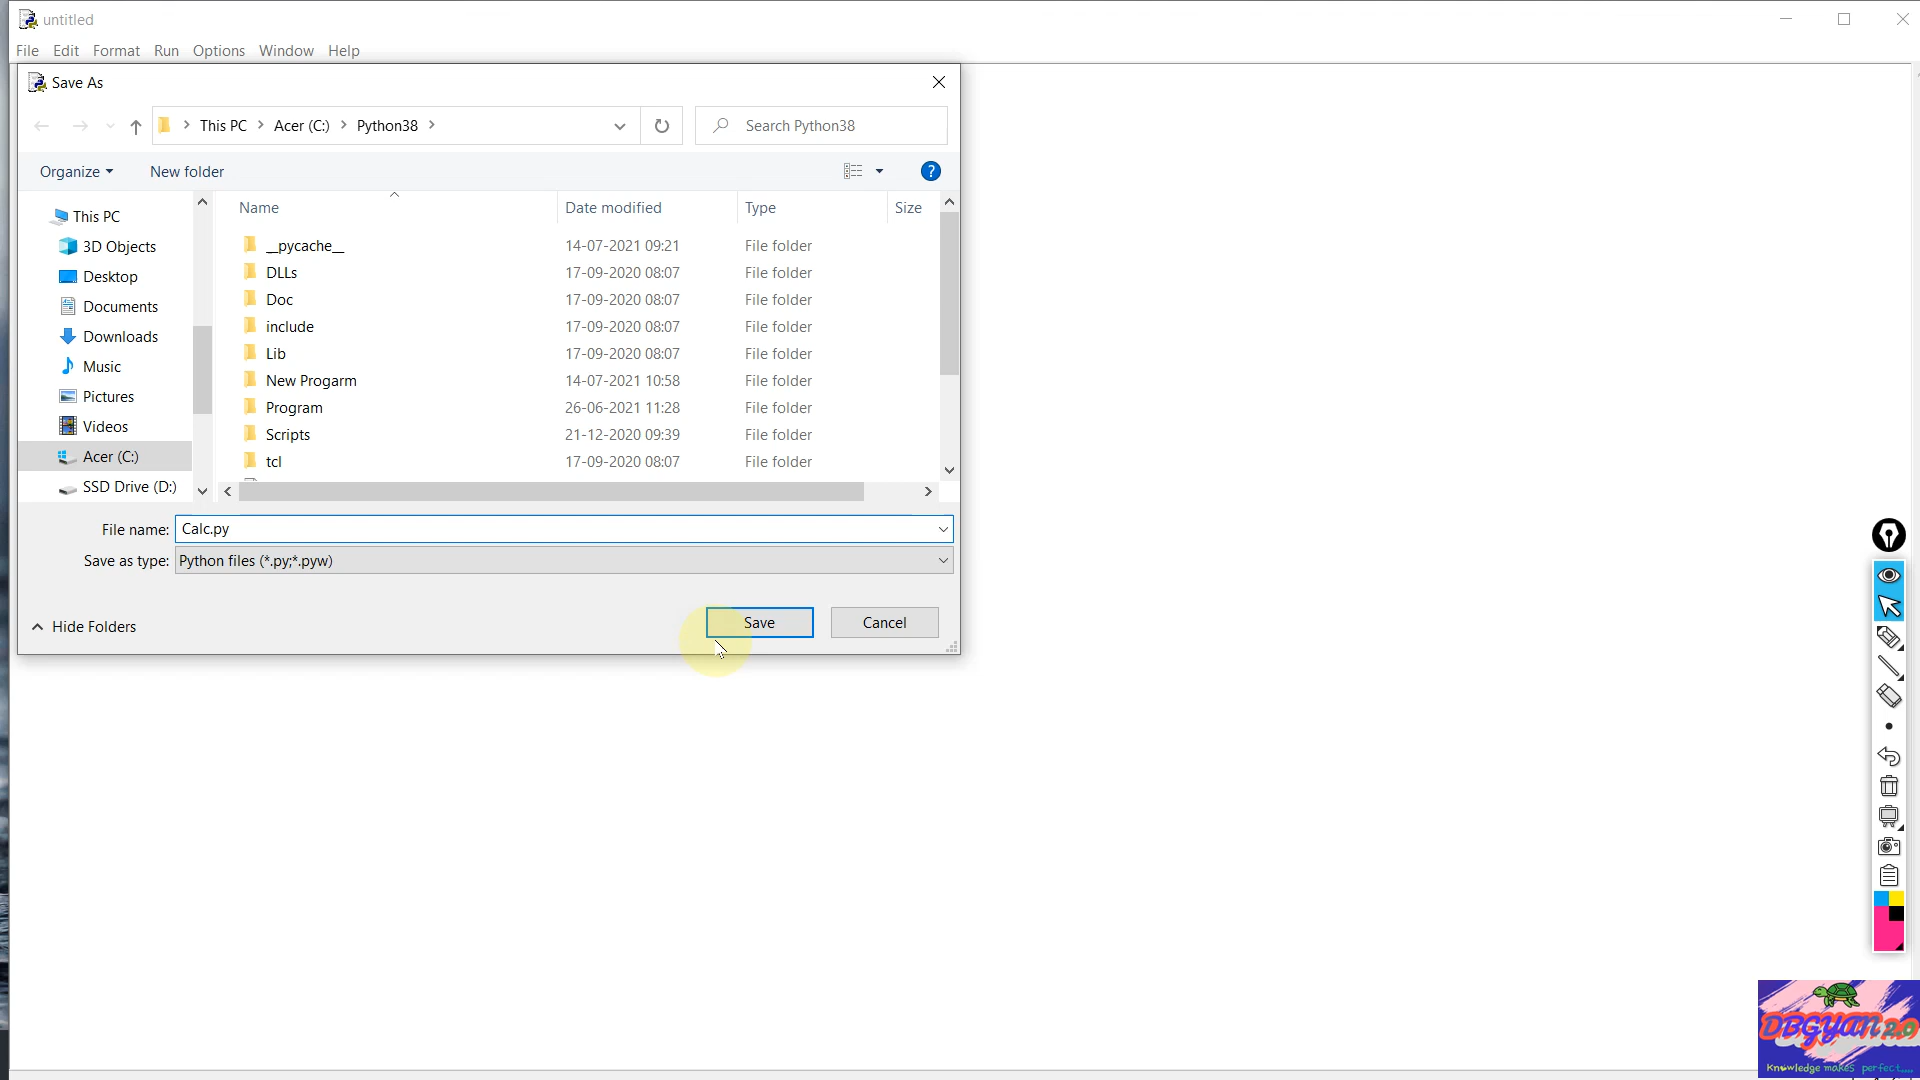 untitled
File Edit Format Run Options Window Help
Save As
This PC Acer (C:) Python38
Search Python38
Organize New folder
Name Date modified Type Size
This PC
3D Objects
Desktop
Documents
Downloads
Music
Pictures
Videos
Acer (C:)
SSD Drive (D:)
__pycache__ 14-07-2021 09:21 File folder
DLLs 17-09-2020 08:07 File folder
Doc 17-09-2020 08:07 File folder
include 17-09-2020 08:07 File folder
Lib 17-09-2020 08:07 File folder
New Progarm 14-07-2021 10:58 File folder
Program 26-06-2021 11:28 File folder
Scripts 21-12-2020 09:39 File folder
tcl 17-09-2020 08:07 File folder
File name: Calc.py
Save as type: Python files (*.py;*.pyw)
Hide Folders
Save Cancel
DBGyan 2.0
Knowledge makes perfect....